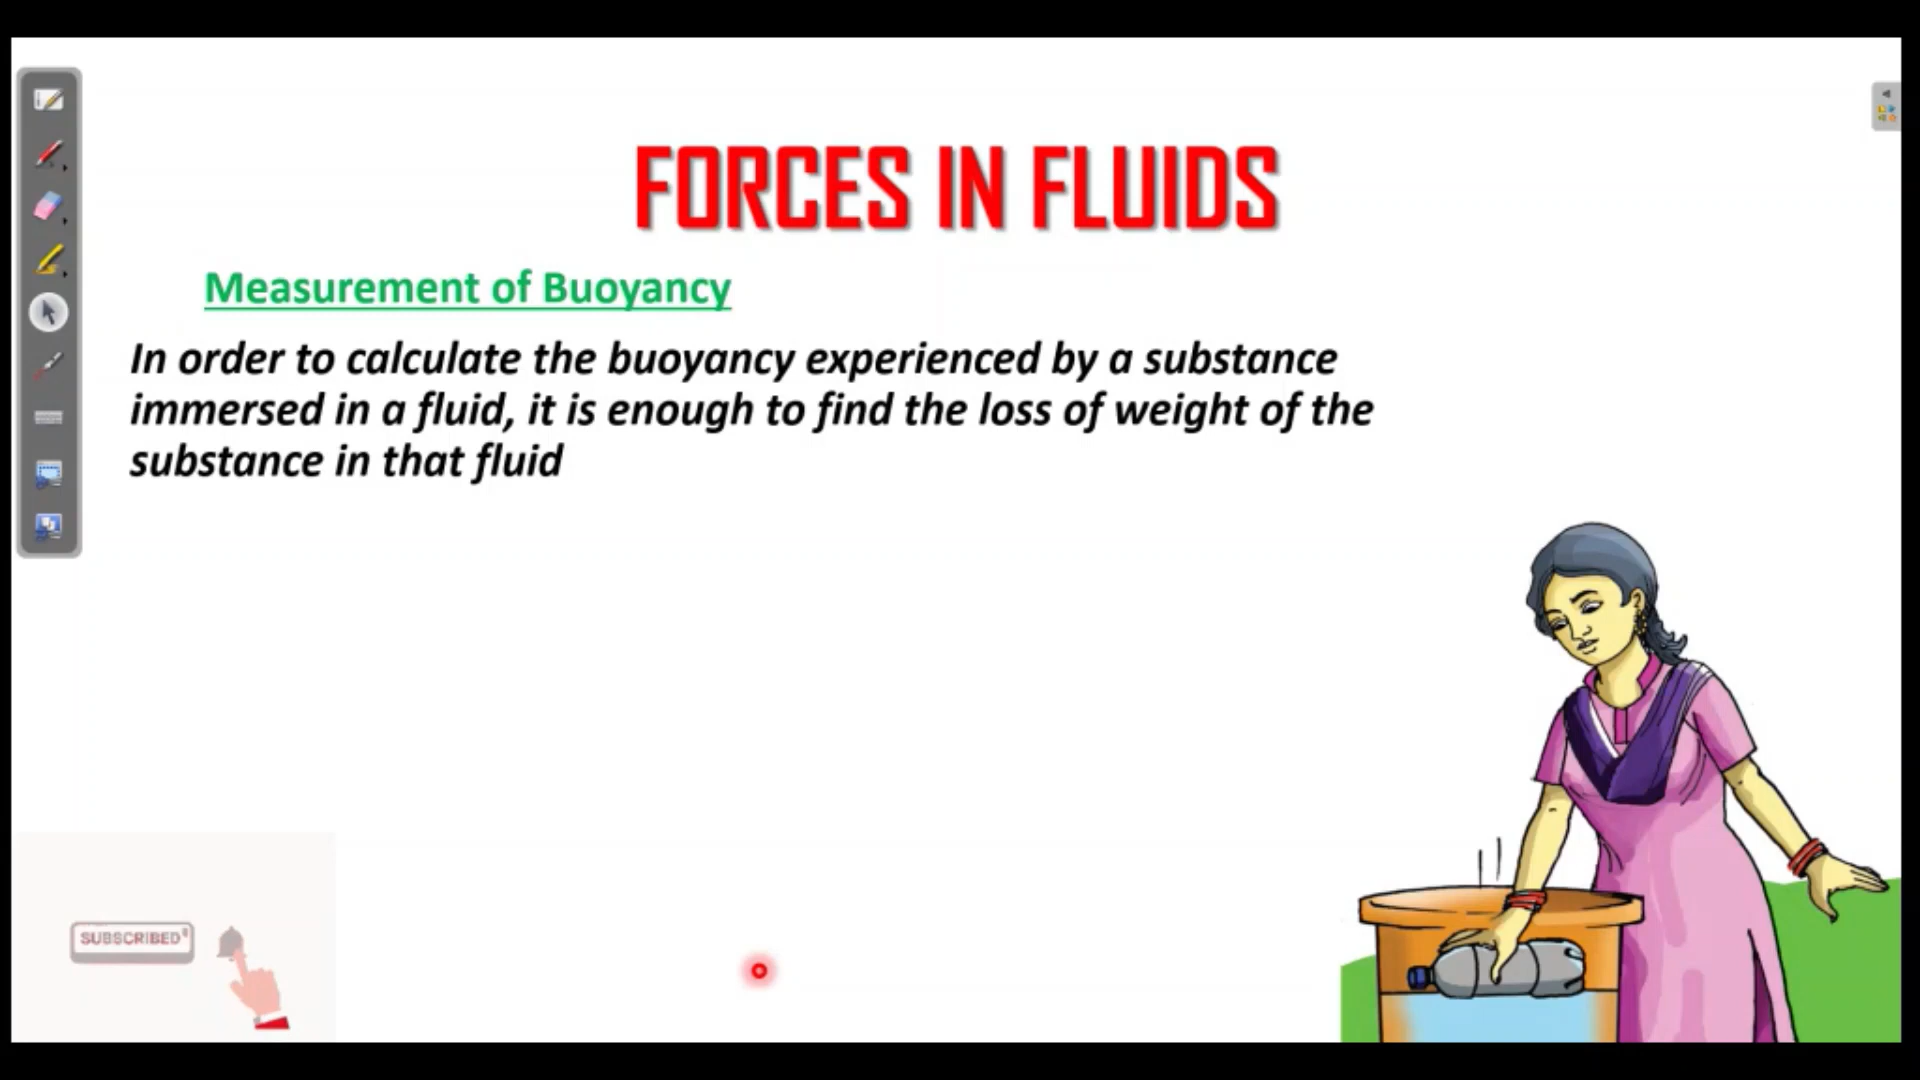 FORCES IN FLUIDS
Measurement of Buoyancy
In order to calculate the buoyancy experienced by a substance
immersed in a fluid, it is enough to find the loss of weight of the
substance in that fluid
SUBSCRIBED